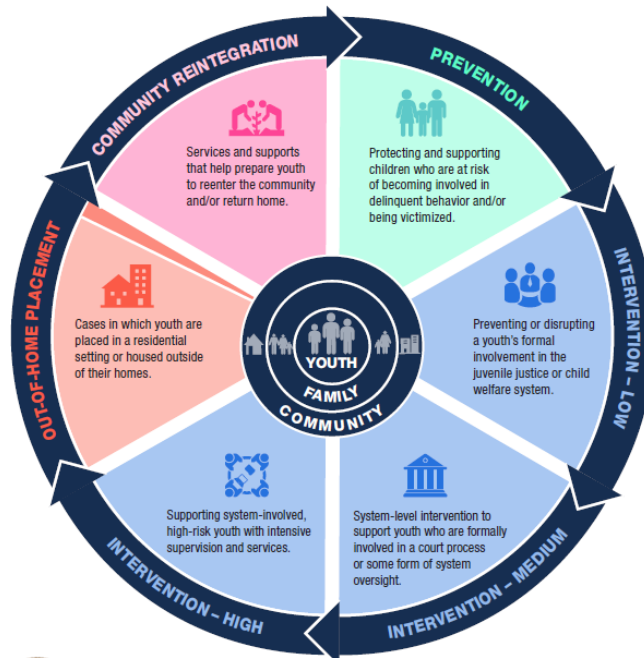 COMMUNITY REINTEGRATION
Services and supports
that help prepare youth
to reenter the community
and/or return home.
PREVENTION
Protecting and supporting
children who are at risk
of becoming involved in
delinquent behavior and/or
being victimized.
INTERVENTION – LOW
Preventing or disrupting
a youth’s formal
involvement in the
juvenile justice or child
welfare system.
INTERVENTION – MEDIUM
System-level intervention to
support youth who are formally
involved in a court process
or some form of system
oversight.
INTERVENTION – HIGH
Supporting system-involved,
high-risk youth with intensive
supervision and services.
OUT-OF-HOME PLACEMENT
Cases in which youth are
placed in a residential
setting or housed outside
of their homes.
YOUTH
FAMILY
COMMUNITY